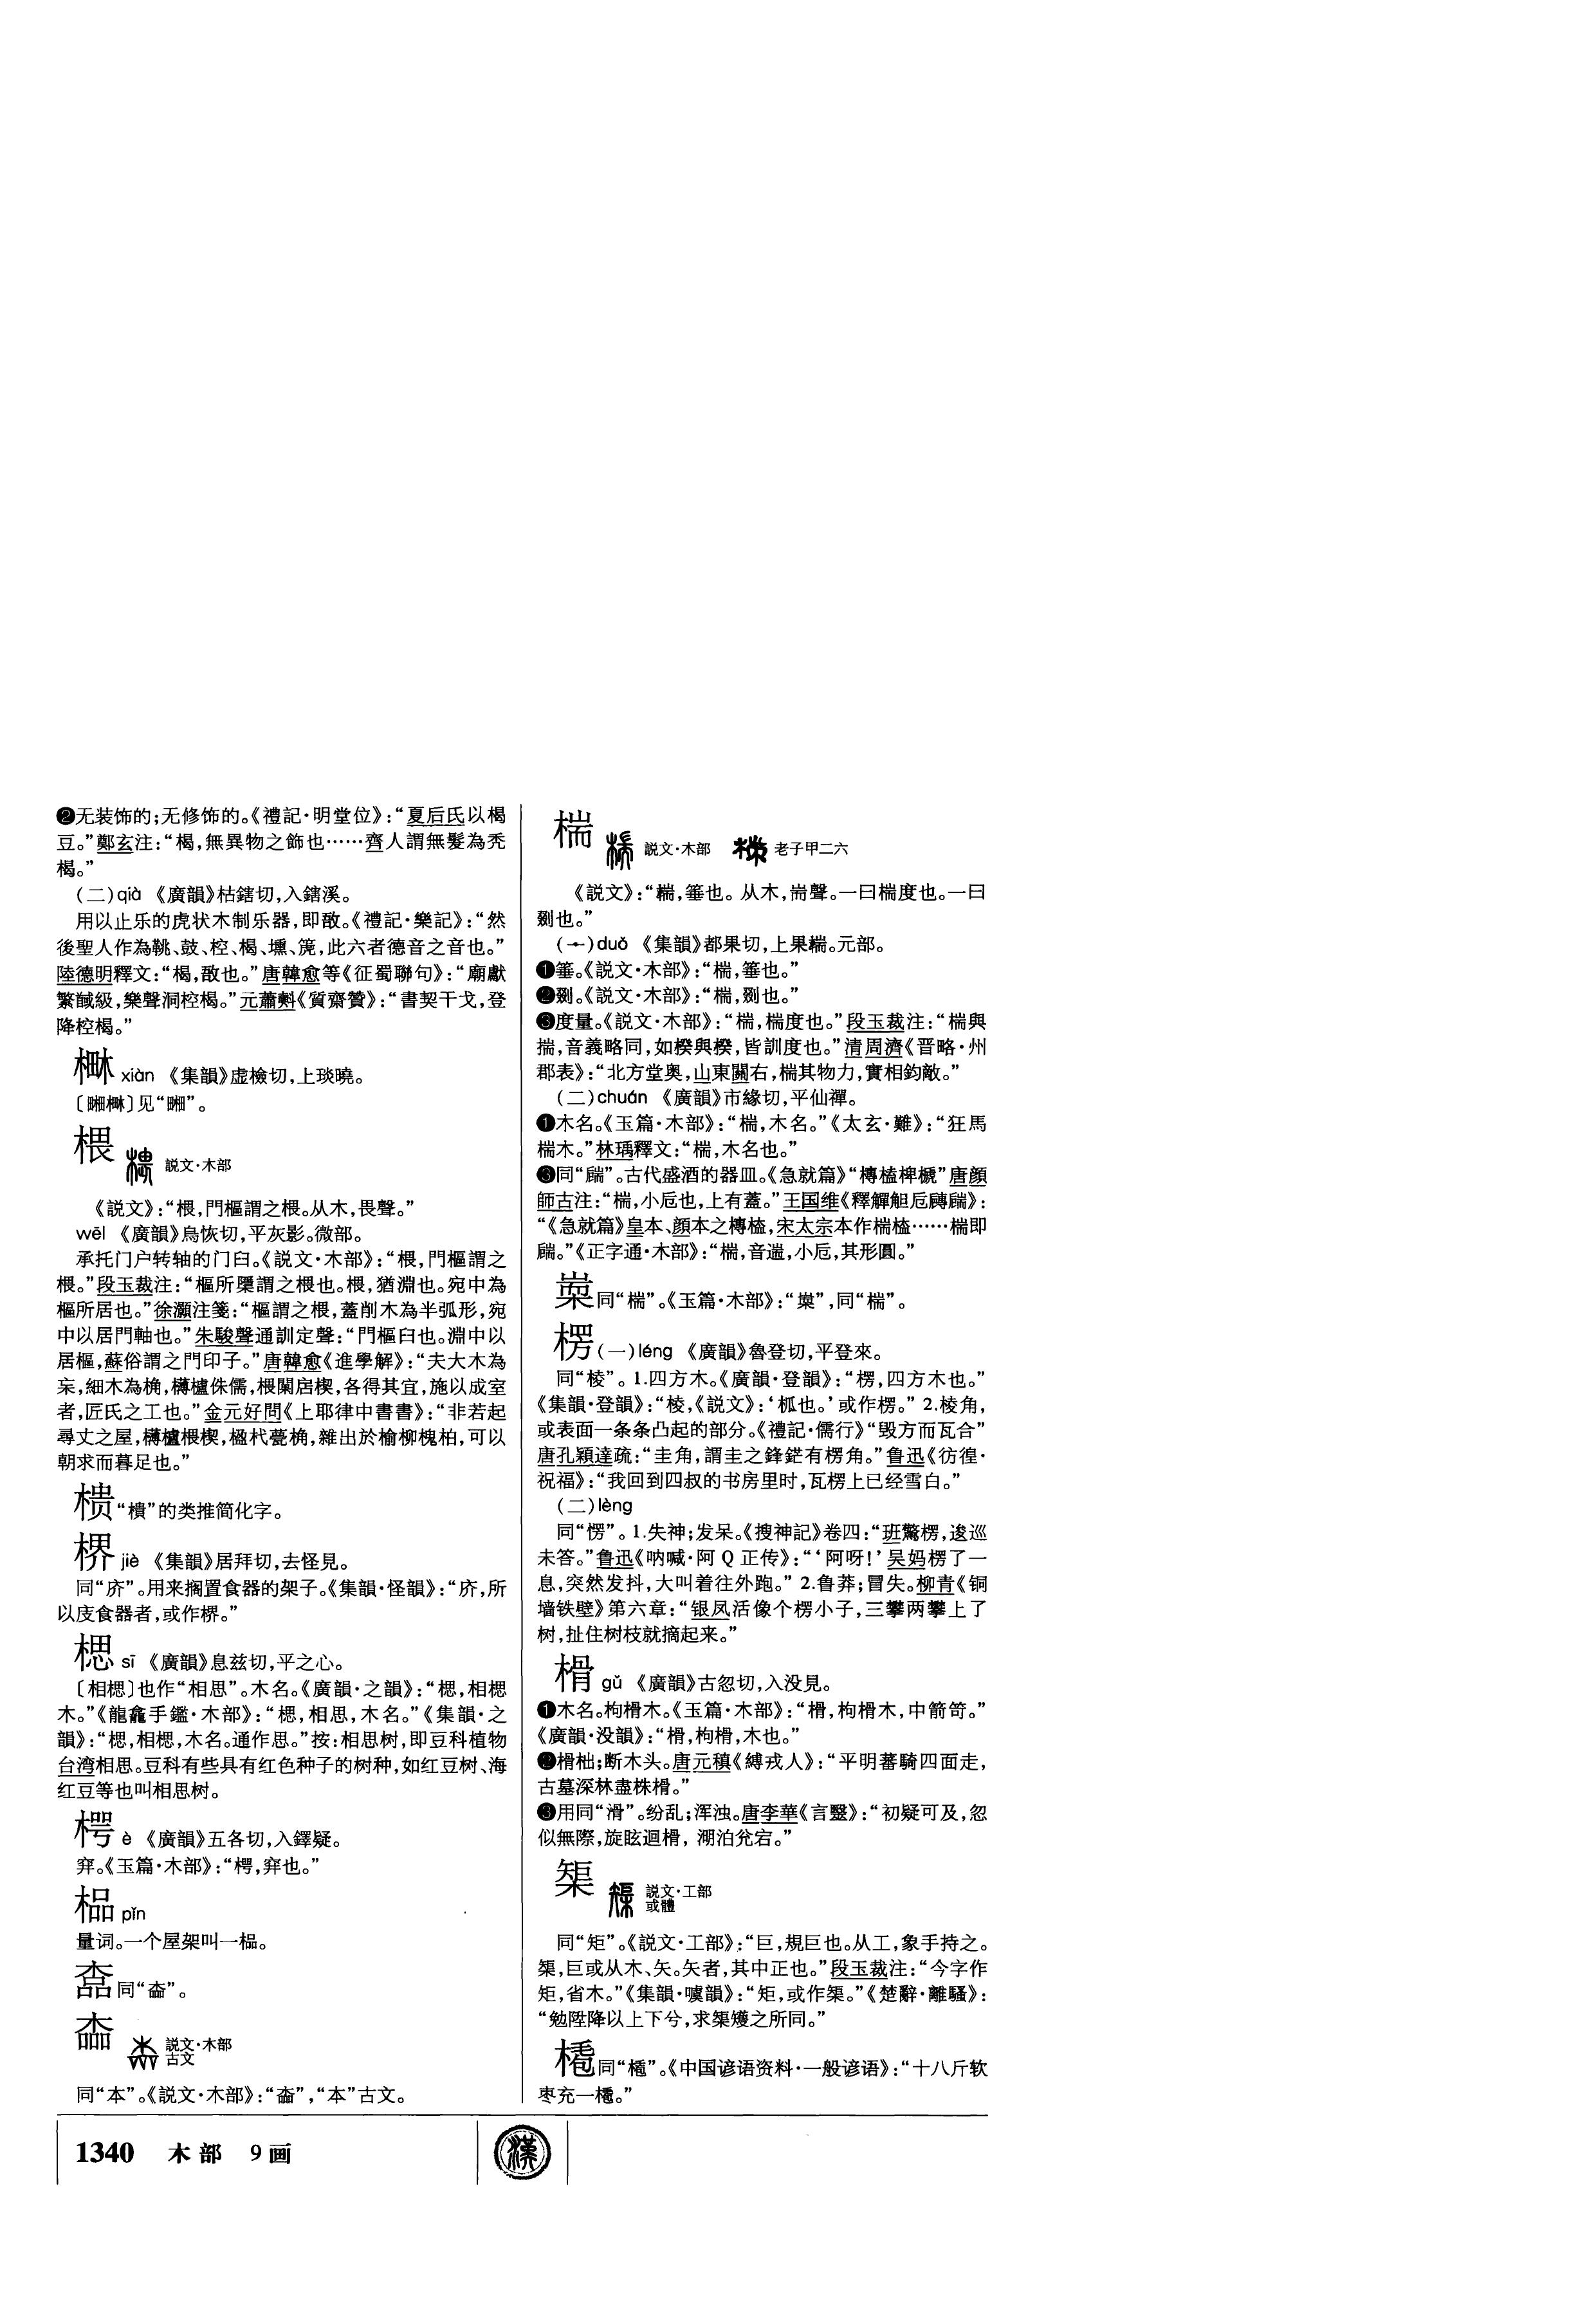 ❷无装饰的；无修饰的。《禮記·明堂位》：“夏后氏以楬
豆。”鄭玄注：“楬，無異物之飾也……齊人謂無髮為秃
楬。”
（二）qià 《廣韻》枯鎋切，入鎋溪。
用以止乐的虎状木制乐器，即敔。《禮記·樂記》：“然
後聖人作為鞉、鼓、椌、楬、壎、箎，此六者德音之音也。”
陸德明釋文：“楬，敔也。”唐韓愈等《征蜀聯句》：“廟獻
繁馘級，樂聲洞椌楬。”元蕭㪺《質齋贊》：“書契干戈，登
降椌楬。”
xiàn 《集韻》虚檢切，上琰曉。
见
椳 説文·木部
《説文》：“椳，門樞謂之椳。从木，畏聲。”
wēi 《廣韻》烏恢切，平灰影。微部。
承托门户转轴的门臼。《説文·木部》：“椳，門樞謂之
椳。”段玉裁注：“樞所檃謂之椳也。椳，猶淵也。宛中為
樞所居也。”徐灝注箋：“樞謂之椳，蓋削木為半弧形，宛
中以居門軸也。”朱駿聲通訓定聲：“門樞臼也。淵中以
居樞，蘇俗謂之門印子。”唐韓愈《進學解》：“夫大木為
杗，細木為桷，欂櫨侏儒，椳闑扂楔，各得其宜，施以成室
者，匠氏之工也。”金元好問《上耶律中書書》：“非若起
尋丈之屋，欂櫨椳楔，楹杙甍桷，雜出於榆柳槐柏，可以
朝求而暮足也。”
“樻”的类推简化字。
jiè 《集韻》居拜切，去怪見。
同“庎”。用来搁置食器的架子。《集韻·怪韻》：“庎，所
以庋食器者，或作楐。”
楒 sī 《廣韻》息兹切，平之心。
〔相楒〕也作“相思”。木名。《廣韻·之韻》：“楒，相楒
木。”《龍龕手鑑·木部》：“楒，相思，木名。”《集韻·之
韻》：“楒，相楒，木名。通作思。”按：相思树，即豆科植物
台湾相思。豆科有些具有红色种子的树种，如红豆树、海
红豆等也叫相思树。
è 《廣韻》五各切，入鐸疑。
穽。《玉篇·木部》：“㮙，穽也。”
榀 pǐn
量词。一个屋架叫一榀。
同
説文·木部
古文
同“本”。《説文·木部》：“楍”，“本”古文。
椯 説文·木部 老子甲二六
《説文》：“椯，箠也。从木，耑聲。一曰椯度也。一曰
剟也。”
（一）duǒ 《集韻》都果切，上果端。元部。
❶箠。《説文·木部》：“椯，箠也。”
❷剟。《説文·木部》：“椯，剟也。”
❸度量。《説文·木部》：“椯，椯度也。”段玉裁注：“椯與
揣，音義略同，如楑與揆，皆訓度也。”清周濟《晋略·州
郡表》：“北方堂奥，山東關右，椯其物力，實相鈞敵。”
（二）chuán 《廣韻》市緣切，平仙禪。
❶木名。《玉篇·木部》：“椯，木名。”《太玄·難》：“狂馬
椯木。”林瑀釋文：“椯，木名也。”
❸同“𠨜”。古代盛酒的器皿。《急就篇》“槫榼椑榹”唐顔
師古注：“椯，小卮也，上有蓋。”王国维《釋觶觛卮𦓝𠨜》：
“《急就篇》皇本、顔本之槫榼，宋太宗本作椯榼……椯即
𠨜。”《正字通·木部》：“椯，音遄，小卮，其形圓。”
同“椯”。《玉篇·木部》：同“椯”。
楞（一）léng 《廣韻》魯登切，平登來。
同“棱”。1.四方木。《廣韻·登韻》：“楞，四方木也。”
《集韻·登韻》：“棱，《説文》：‘柧也。’或作楞。”2.棱角，
或表面一条条凸起的部分。《禮記·儒行》“毁方而瓦合”
唐孔穎達疏：“圭角，謂圭之鋒鋩有楞角。”鲁迅《彷徨·
祝福》：“我回到四叔的书房里时，瓦楞上已经雪白。”
（二）lèng
同“愣”。1.失神；发呆。《搜神記》卷四：“班驚楞，逡巡
未答。”鲁迅《呐喊·阿Q正传》：“‘阿呀！’吴妈楞了一
息，突然发抖，大叫着往外跑。”2.鲁莽；冒失。柳青《铜
墙铁壁》第六章：“银凤活像个楞小子，三攀两攀上了
树，扯住树枝就摘起来。”
榾 gǔ 《廣韻》古忽切，入没見。
❶木名。枸榾木。《玉篇·木部》：“榾，枸榾木，中箭笴。”
《廣韻·没韻》：“榾，枸榾，木也。”
❷榾柮；断木头。唐元稹《縛戎人》：“平明蕃騎四面走，
古墓深林盡株榾。”
❸用同“滑”。纷乱；浑浊。唐李華《言毉》：“初疑可及，忽
似無際，旋眩迴榾，溯泊兊宕。”
榘 説文·工部
或體
同“矩”。《説文·工部》：“巨，規巨也。从工，象手持之。
榘，巨或从木、矢。矢者，其中正也。”段玉裁注：“今字作
矩，省木。”《集韻·噳韻》：“矩，或作榘。”《楚辭·離騷》：
“勉陞降以上下兮，求榘矱之所同。”
同《中国谚语资料·一般谚语》：“十八斤软
枣充一
1340 木部 9画
漢